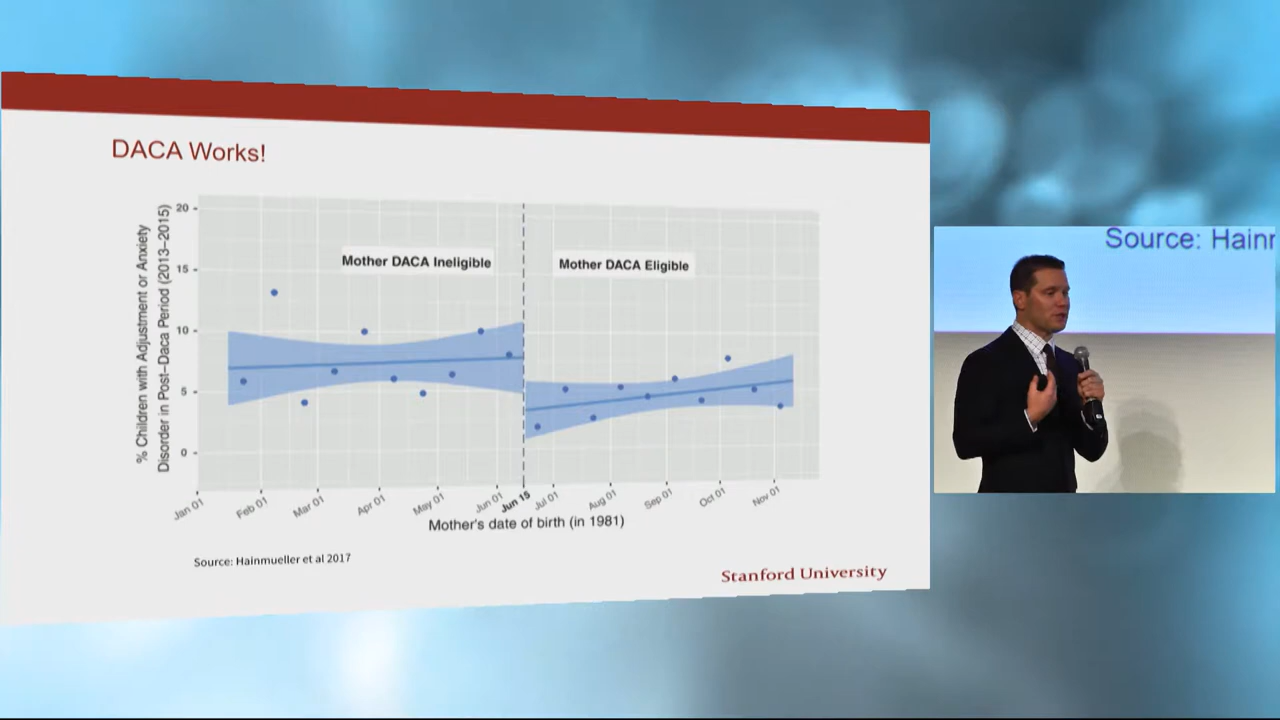 DACA Works!
% Children with Adjustment or Anxiety
Disorder in Post-Daca Period (2013-2015)
20
15
10
5
0
Mother DACA Ineligible
Mother DACA Eligible
Jan 01
Feb 01
Mar 01
Apr 01
May 01
Jun 01
Jun 15
Jul 01
Aug 01
Sep 01
Oct 01
Nov 01
Mother's date of birth (in 1981)
Source: Hainmueller et al 2017
Stanford University
Source: Hain